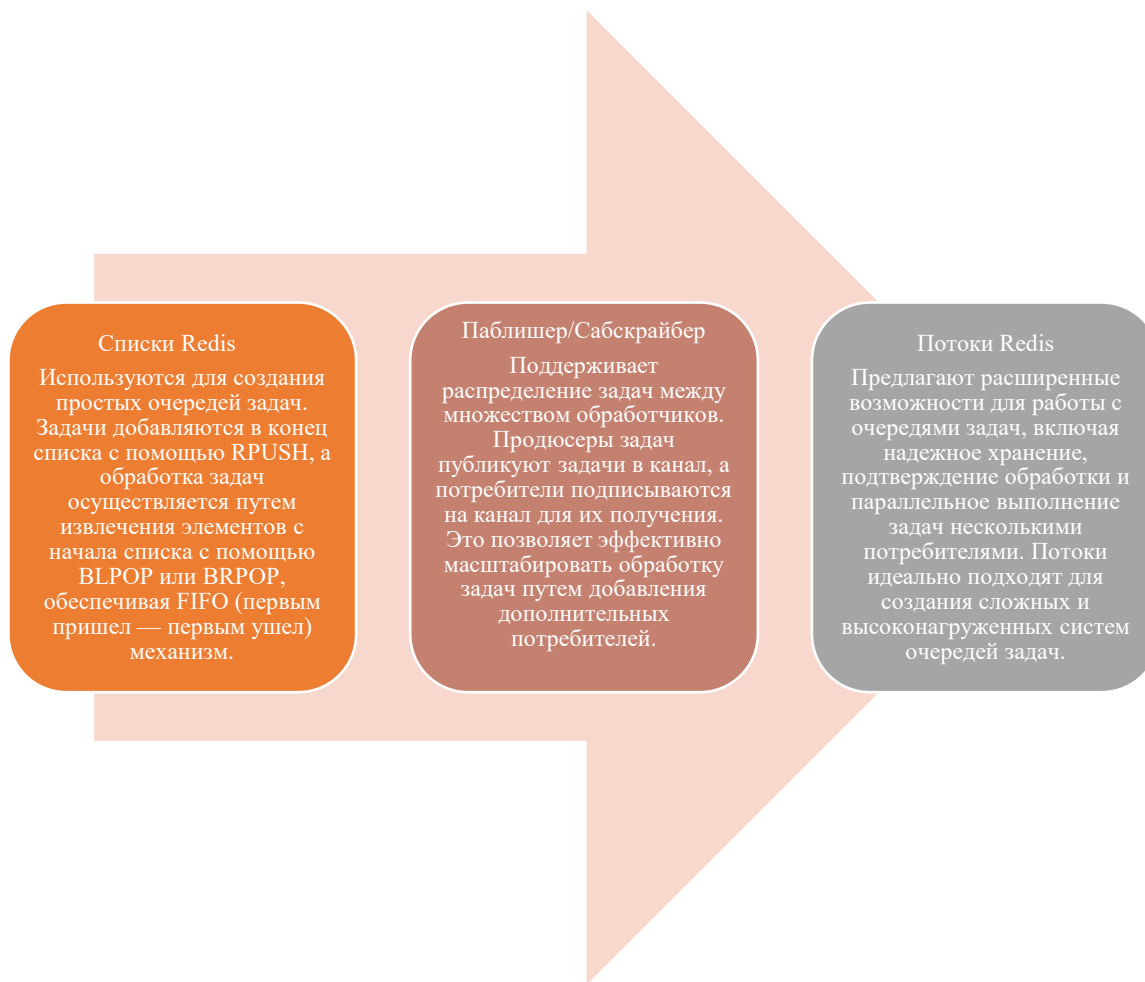 Списки Redis
Используются для создания
простых очередей задач.
Задачи добавляются в конец
списка с помощью RPUSH, а
обработка задач
осуществляется путем
извлечения элементов с
начала списка с помощью
BLPOP или BRPOP,
обеспечивая FIFO (первым
пришел — первым ушел)
механизм.
Паблишер/Сабскрайбер
Поддерживает
распределение задач между
множеством обработчиков.
Продюсеры задач
публикуют задачи в канал, а
потребители подписываются
на канал для их получения.
Это позволяет эффективно
масштабировать обработку
задач путем добавления
дополнительных
потребителей.
Потоки Redis
Предлагают расширенные
возможности для работы с
очередями задач, включая
надежное хранение,
подтверждение обработки и
параллельное выполнение
задач несколькими
потребителями. Потоки
идеально подходят для
создания сложных и
высоконагруженных систем
очередей задач.